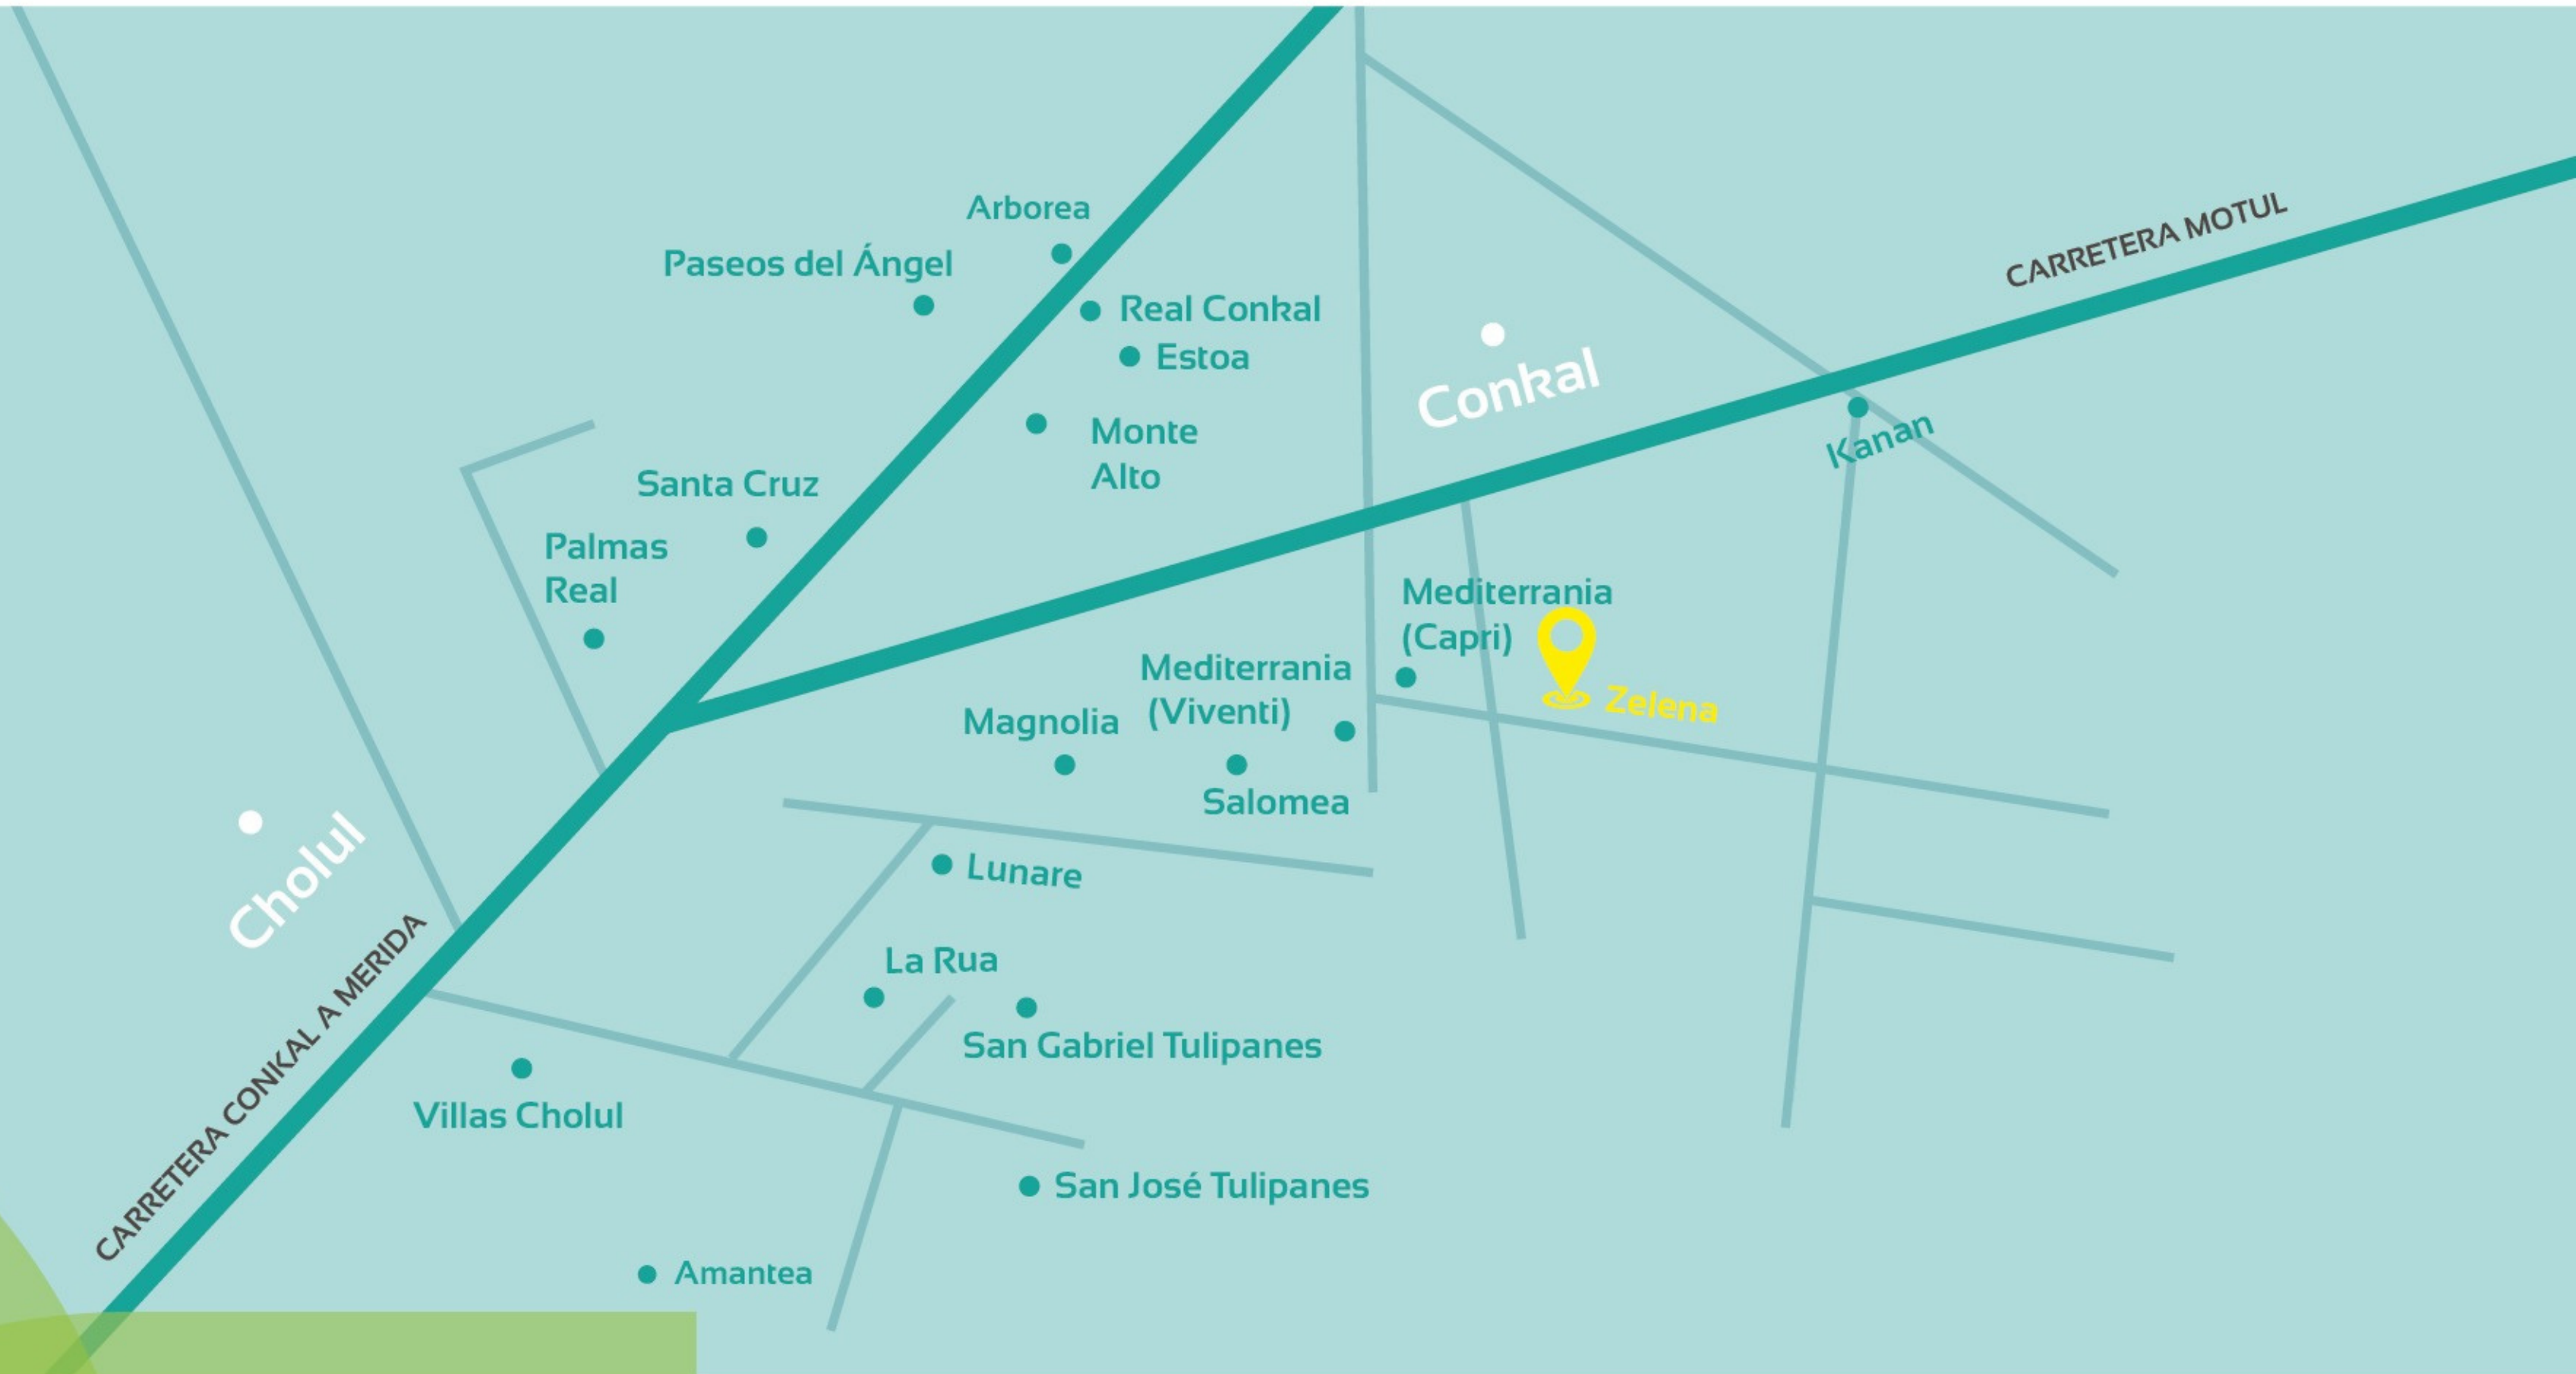 Arborea
Paseos del Ángel
Real Conkal
Estoa
CARRETERA MOTUL
Conkal
Monte
Alto
Kanan
Santa Cruz
Palmas
Real
Mediterrania
(Capri)
Mediterrania
(Viventi)
Zelena
Magnolia
Salomea
Cholul
Lunare
La Rua
San Gabriel Tulipanes
CARRETERA CONKAL A MERIDA
Villas Cholul
San José Tulipanes
Amantea